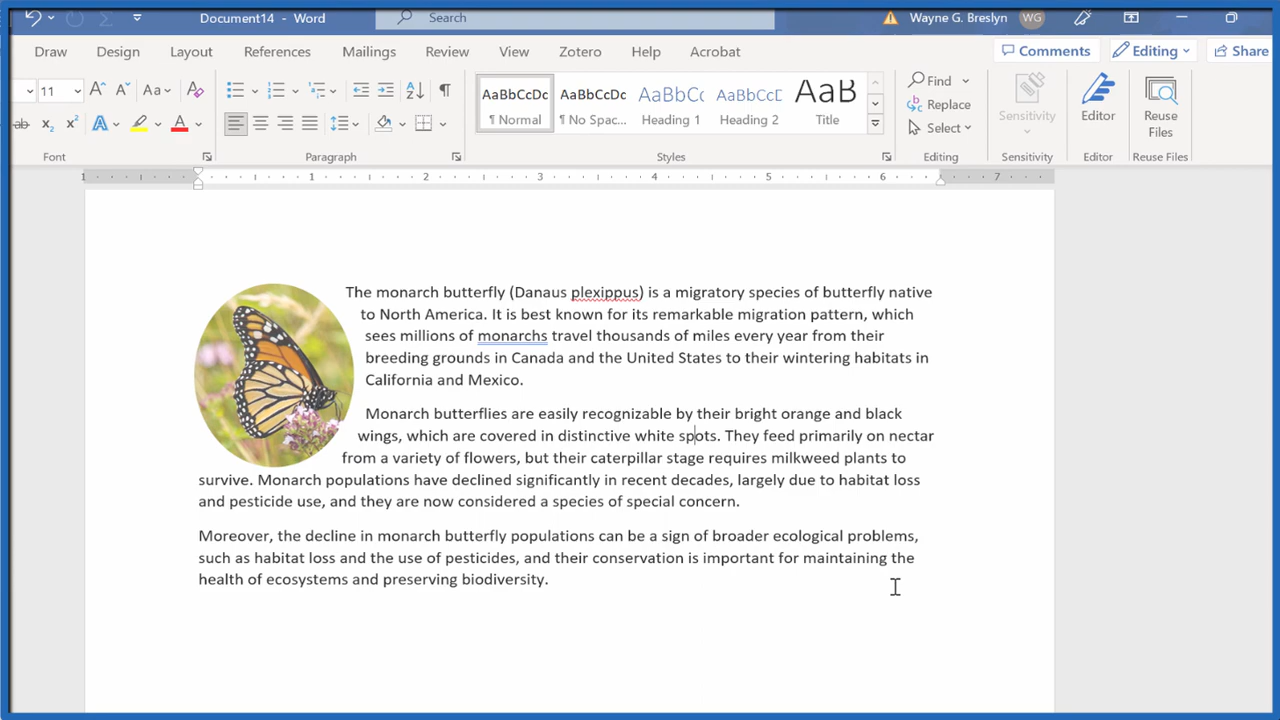 Document14 - Word
Search
Wayne G. Breslyn
WG
Draw Design Layout References Mailings Review View Zotero Help Acrobat
Comments Editing Share
11
Aa
AaBbCcDc AaBbCcDc AaBbCc AaBbCcD AaB
¶ Normal ¶ No Spac... Heading 1 Heading 2 Title
Find
Replace
Select
Sensitivity
Editor
Reuse
Files
Font Paragraph Styles Editing Sensitivity Editor Reuse Files
1 1 2 3 4 5 6 7
The monarch butterfly (Danaus plexippus) is a migratory species of butterfly native
to North America. It is best known for its remarkable migration pattern, which
sees millions of monarchs travel thousands of miles every year from their
breeding grounds in Canada and the United States to their wintering habitats in
California and Mexico.
Monarch butterflies are easily recognizable by their bright orange and black
wings, which are covered in distinctive white spots. They feed primarily on nectar
from a variety of flowers, but their caterpillar stage requires milkweed plants to
survive. Monarch populations have declined significantly in recent decades, largely due to habitat loss
and pesticide use, and they are now considered a species of special concern.
Moreover, the decline in monarch butterfly populations can be a sign of broader ecological problems,
such as habitat loss and the use of pesticides, and their conservation is important for maintaining the
health of ecosystems and preserving biodiversity.